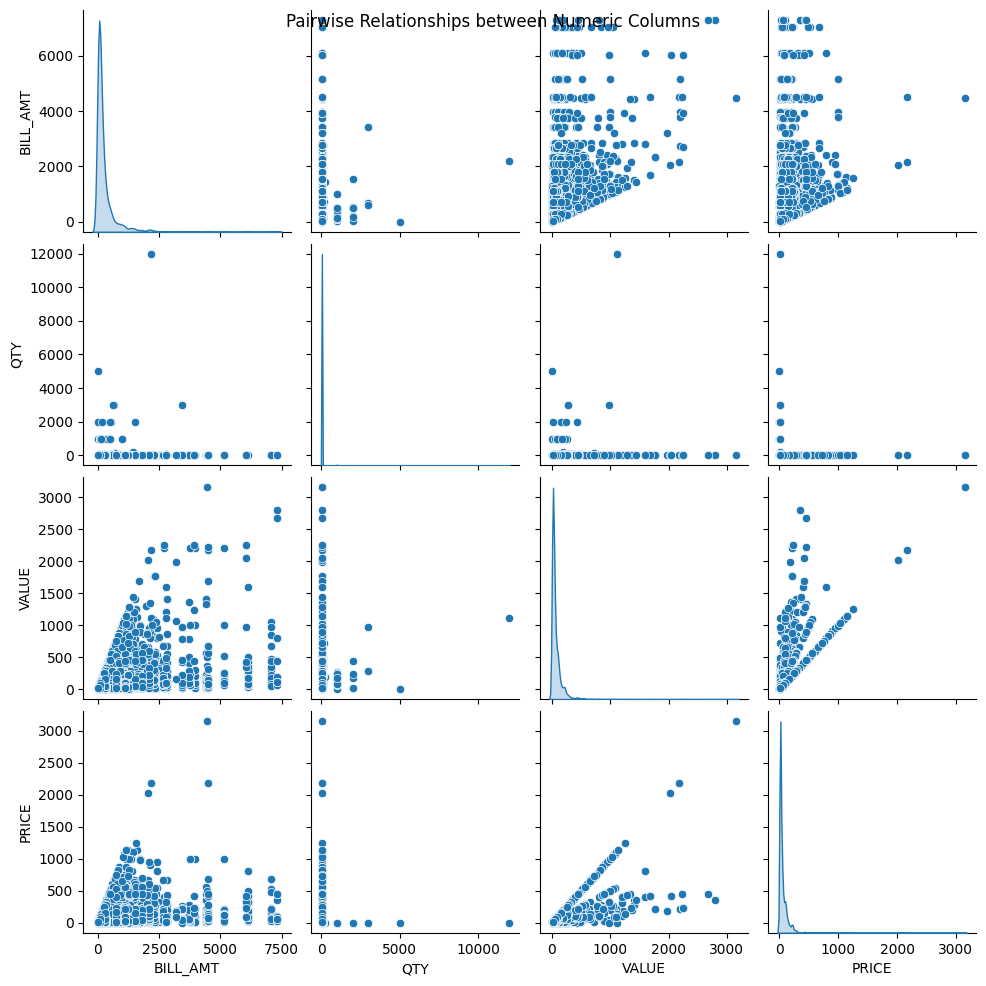 Pairwise Relationships between Numeric Columns
BILL_AMT
6000
4000
2000
0
QTY
12000
10000
8000
6000
4000
2000
0
VALUE
3000
2500
2000
1500
1000
500
0
PRICE
3000
2500
2000
1500
1000
500
0
0 2500 5000 7500
0 5000 10000
0 1000 2000 3000
0 1000 2000 3000
BILL_AMT QTY VALUE PRICE